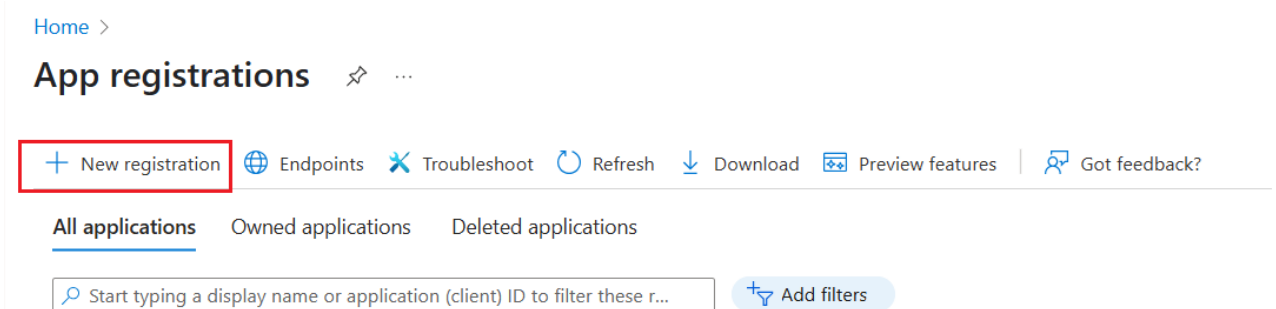 Home >
App registrations ...
New registration Endpoints Troubleshoot Refresh Download Preview features Got feedback?
All applications Owned applications Deleted applications
Start typing a display name or application (client) ID to filter these r... Add filters